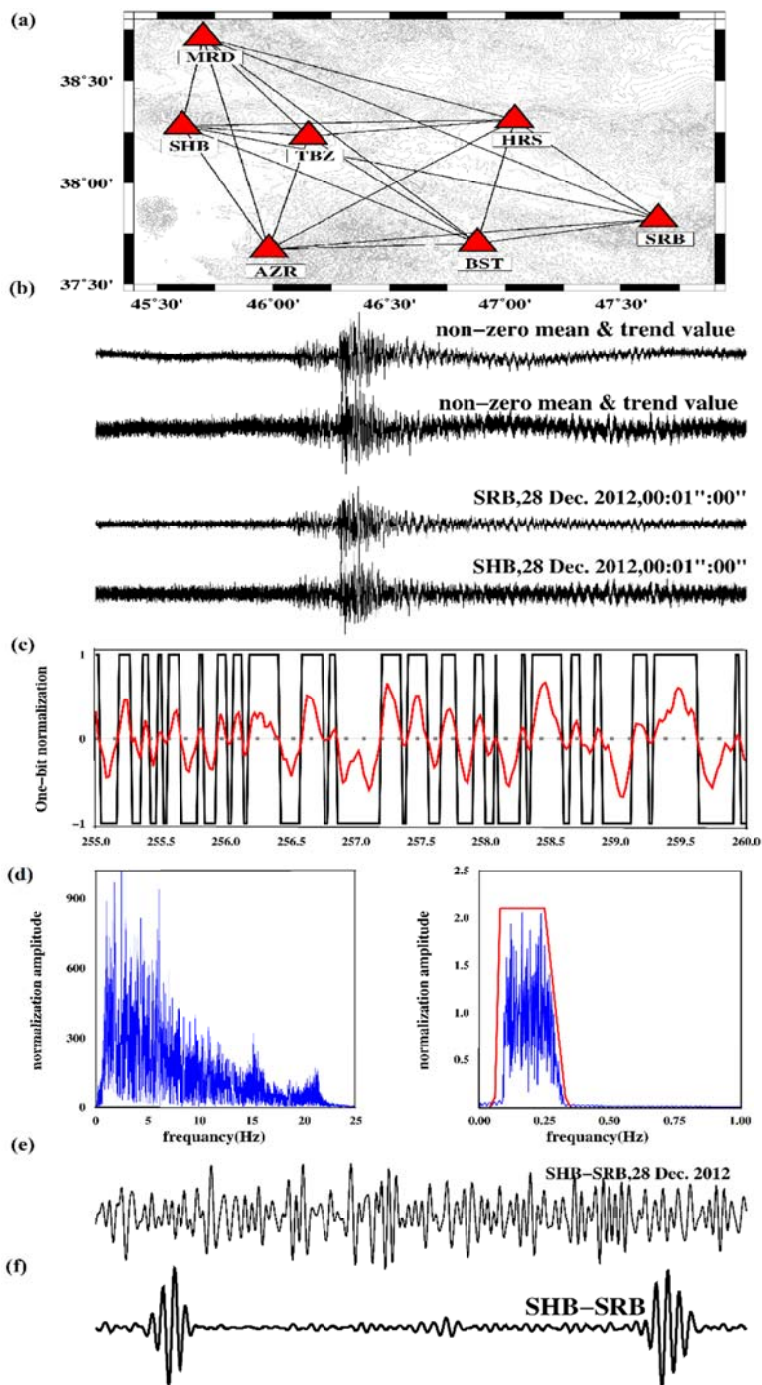 (a)
MRD
38°30'
SHB
TBZ
HRS
38°00'
SRB
AZR
BST
37°30'
45°30' 46°00' 46°30' 47°00' 47°30'
(b)
non-zero mean & trend value
non-zero mean & trend value
SRB,28 Dec. 2012,00:01":00"
SHB,28 Dec. 2012,00:01":00"
(c)
One-bit normalization
1
0
-1
255.0 255.5 256.0 256.5 257.0 257.5 258.0 258.5 259.0 259.5 260.0
(d)
normalization amplitude
900
600
300
0
0 5 10 15 20 25
frequancy(Hz)
normalization amplitude
2.5
2.0
1.5
1.0
0.5
0.00 0.25 0.50 0.75 1.00
frequancy(Hz)
(e)
SHB-SRB,28 Dec. 2012
(f)
SHB-SRB